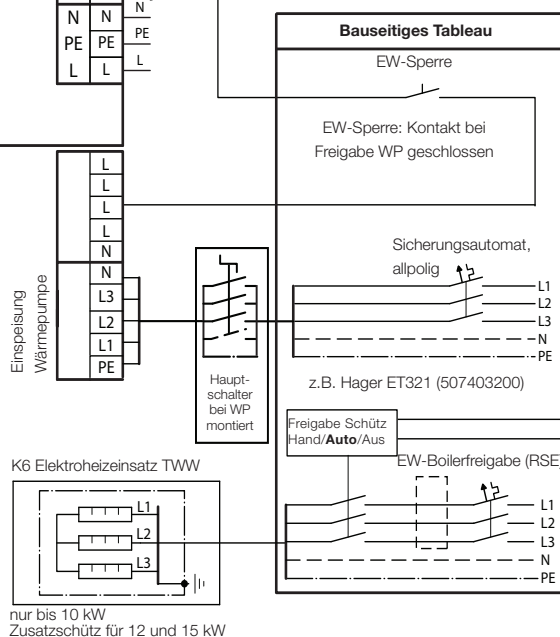 N N N
PE PE PE
L L L
Bauseitiges Tableau
EW-Sperre
EW-Sperre: Kontakt bei
Freigabe WP geschlossen
L
L
L
L
N
N
L3
L2
L1
PE
Einspeisung
Wärmepumpe
Haupt-
schalter
bei WP
montiert
Sicherungsautomat,
allpolig
L1
L2
L3
N
PE
z.B. Hager ET321 (507403200)
Freigabe Schütz
Hand/Auto/Aus
EW-Boilerfreigabe (RSE
L1
L2
L3
N
PE
K6 Elektroheizeinsatz TWW
L1
L2
L3
nur bis 10 kW
Zusatzschütz für 12 und 15 kW